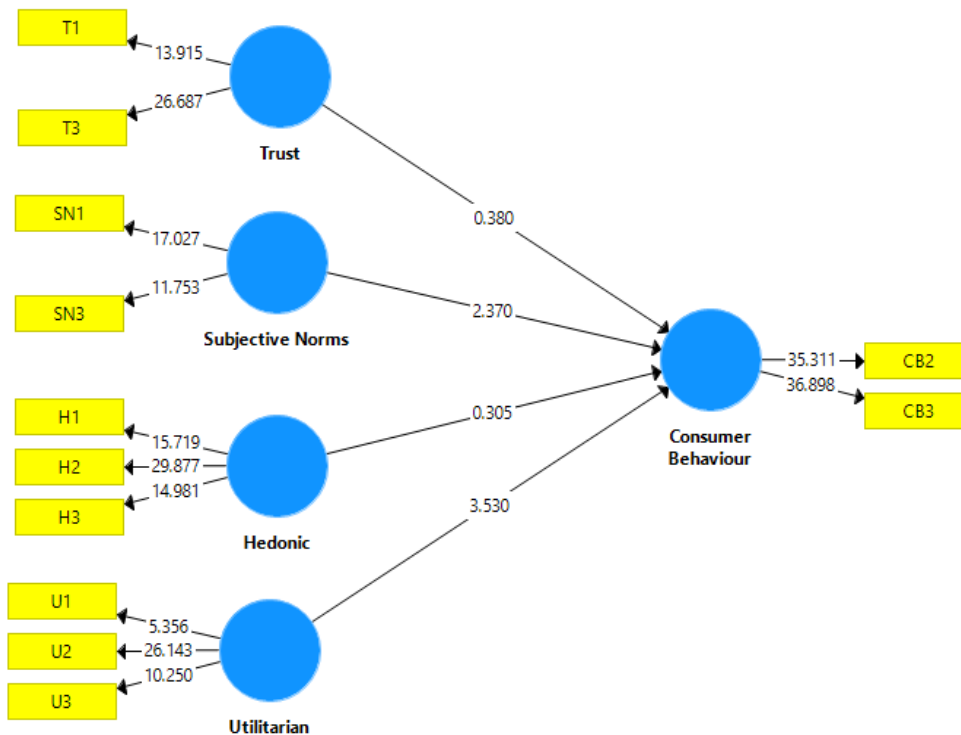 T1
13.915
26.687
T3
Trust
0.380
SN1
17.027
11.753
SN3
Subjective Norms
2.370
H1
15.719
H2
29.877
14.981
H3
Hedonic
0.305
U1
5.356
U2
26.143
10.250
U3
Utilitarian
3.530
35.311
CB2
36.898
CB3
Consumer
Behaviour